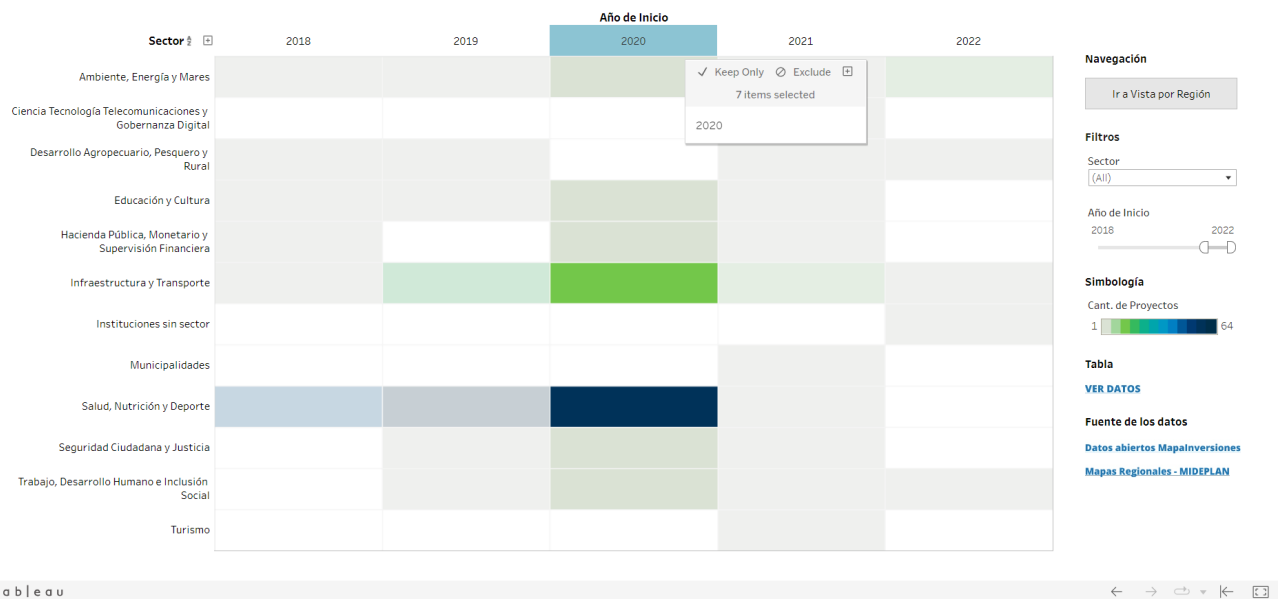 Año de Inicio
Sector
2018
2019
2020
2021
2022
Ambiente, Energía y Mares
Ciencia Tecnología Telecomunicaciones y
Gobernanza Digital
Desarrollo Agropecuario, Pesquero y
Rural
Educación y Cultura
Hacienda Pública, Monetario y
Supervisión Financiera
Infraestructura y Transporte
Instituciones sin sector
Municipalidades
Salud, Nutrición y Deporte
Seguridad Ciudadana y Justicia
Trabajo, Desarrollo Humano e Inclusión
Social
Turismo
Keep Only Exclude
7 items selected
2020
Navegación
Ir a Vista por Región
Filtros
Sector
(All)
Año de Inicio
2018 2022
Simbología
Cant. de Proyectos
1 64
Tabla
VER DATOS
Fuente de los datos
Datos abiertos MapaInversiones
Mapas Regionales - MIDEPLAN
ableau